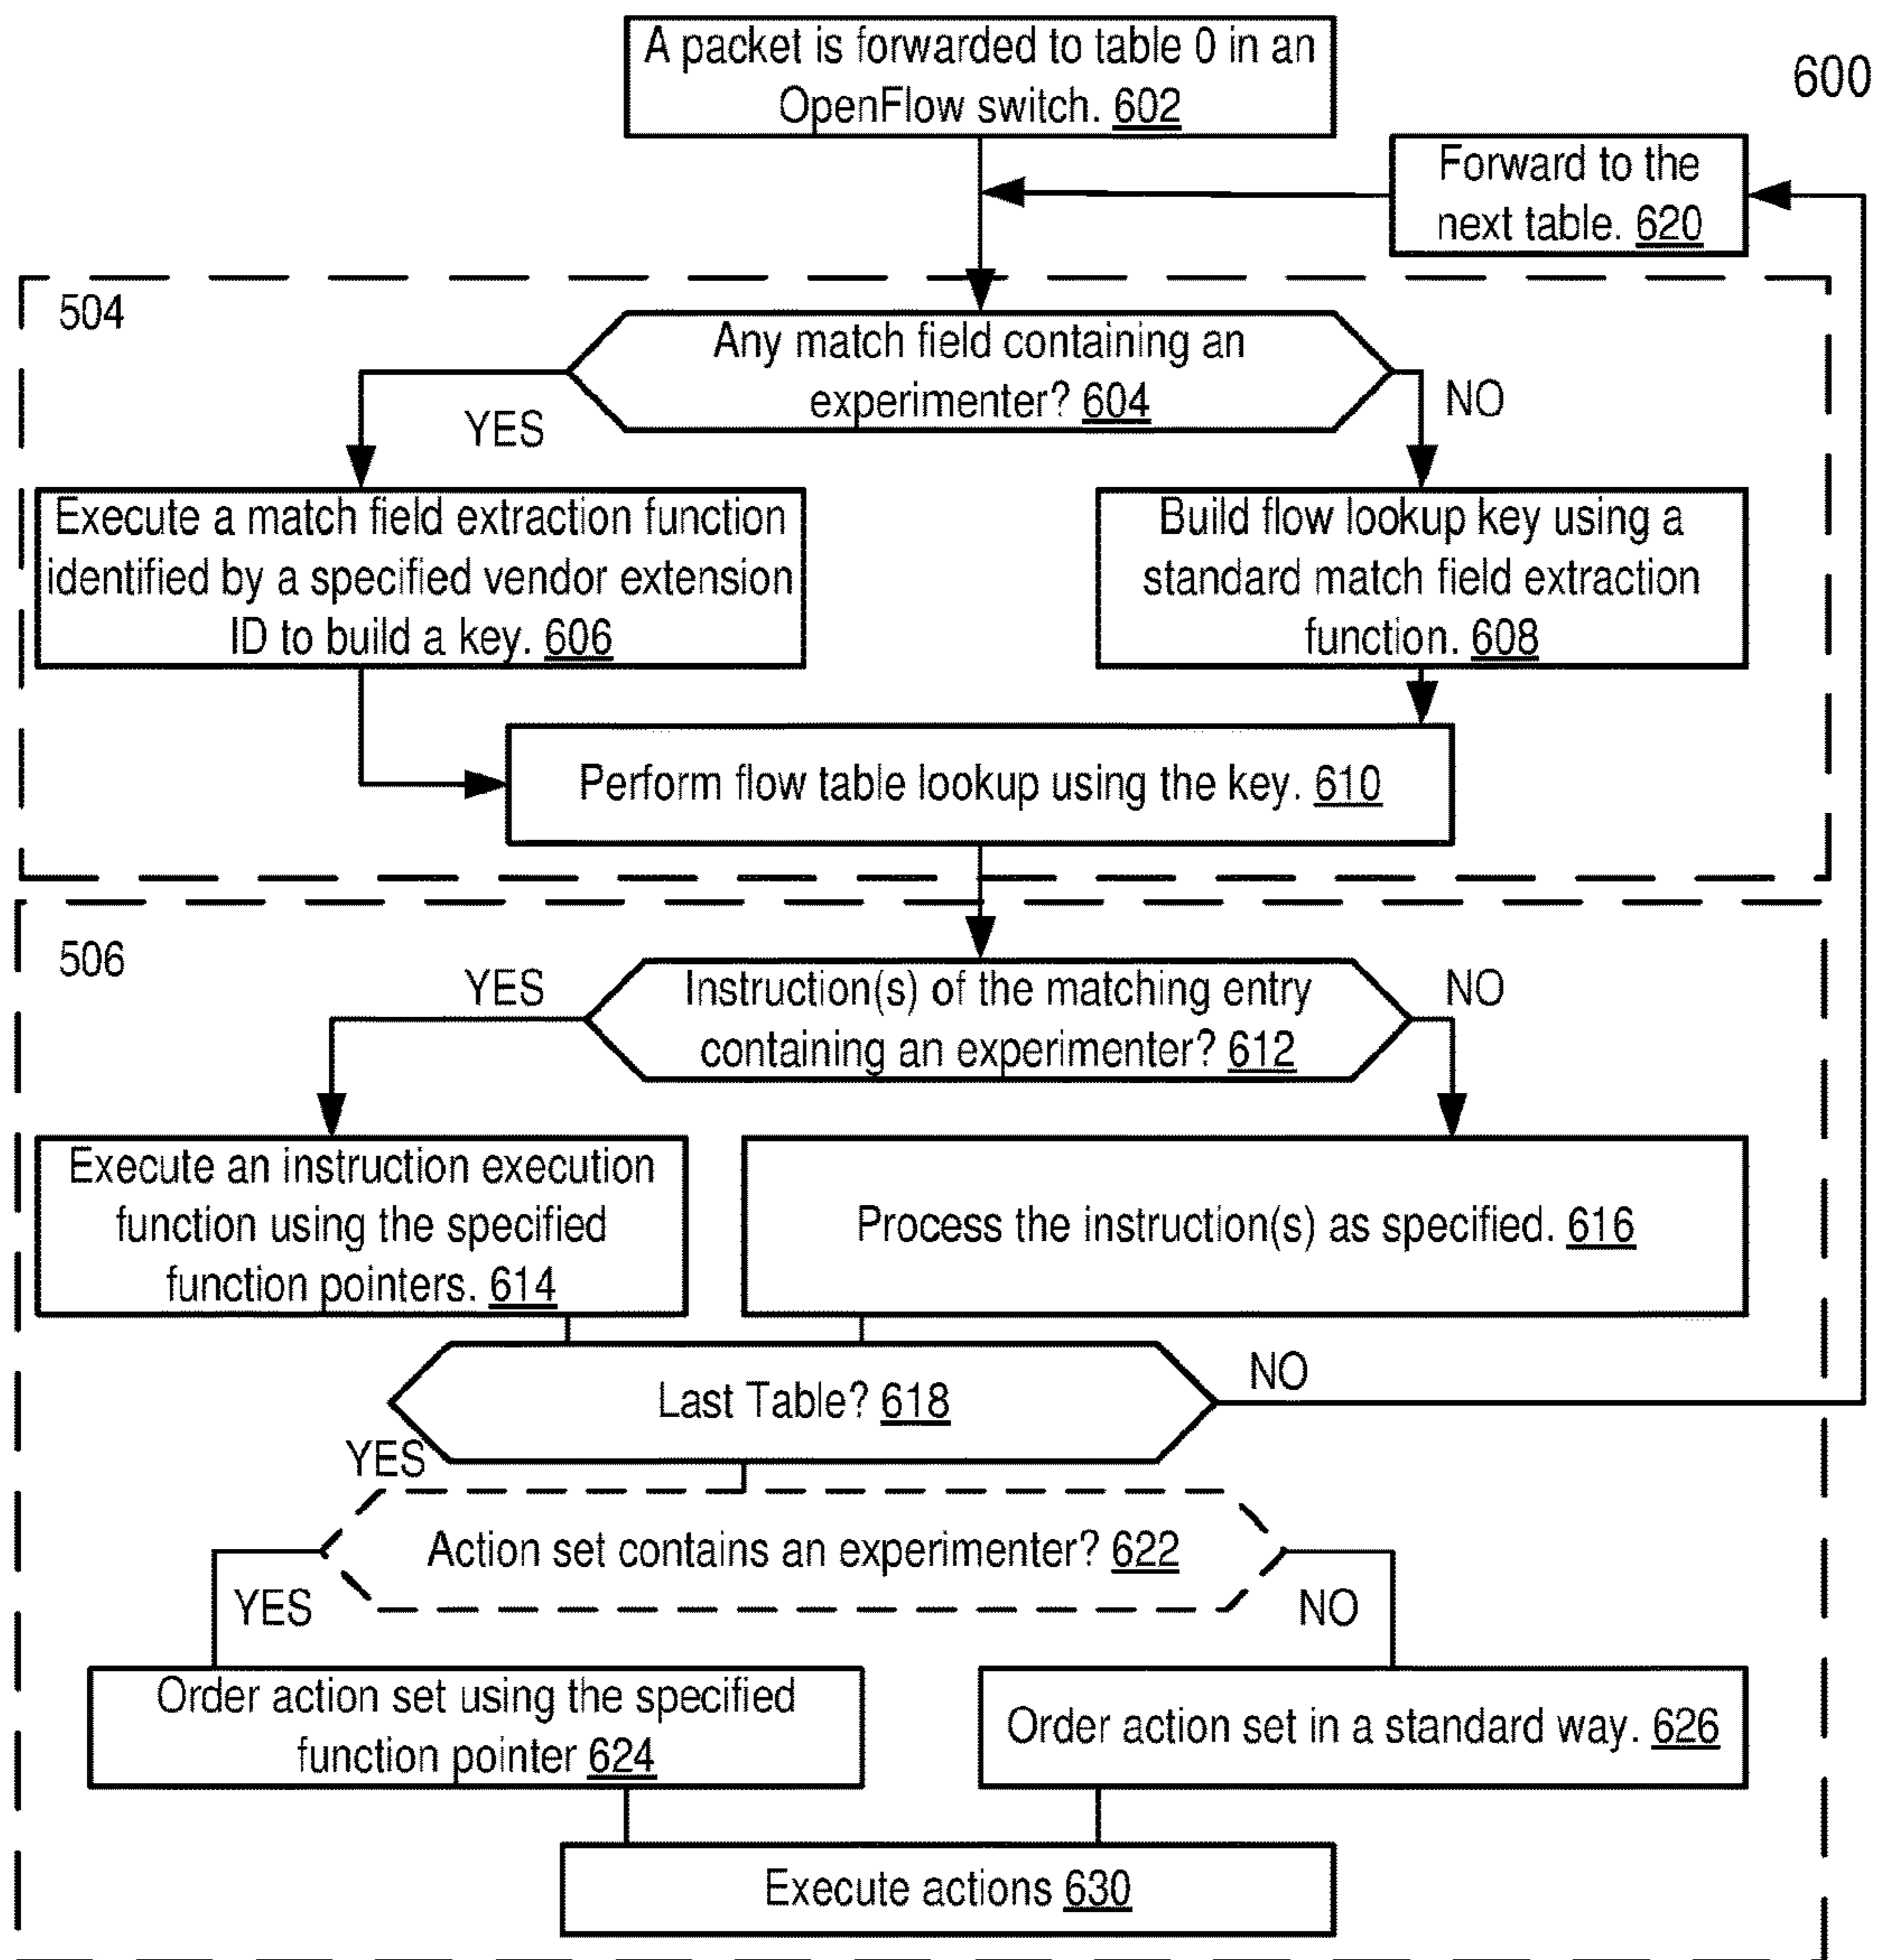 A packet is forwarded to table 0 in an
OpenFlow switch. 602
600
Forward to the
next table. 620
504
Any match field containing an
experimenter? 604
YES
NO
Execute a match field extraction function
identified by a specified vendor extension
ID to build a key. 606
Build flow lookup key using a
standard match field extraction
function. 608
Perform flow table lookup using the key. 610
506
YES
Instruction(s) of the matching entry
containing an experimenter? 612
NO
Execute an instruction execution
function using the specified
function pointers. 614
Process the instruction(s) as specified. 616
Last Table? 618
NO
YES
Action set contains an experimenter? 622
YES
NO
Order action set using the specified
function pointer 624
Order action set in a standard way. 626
Execute actions 630